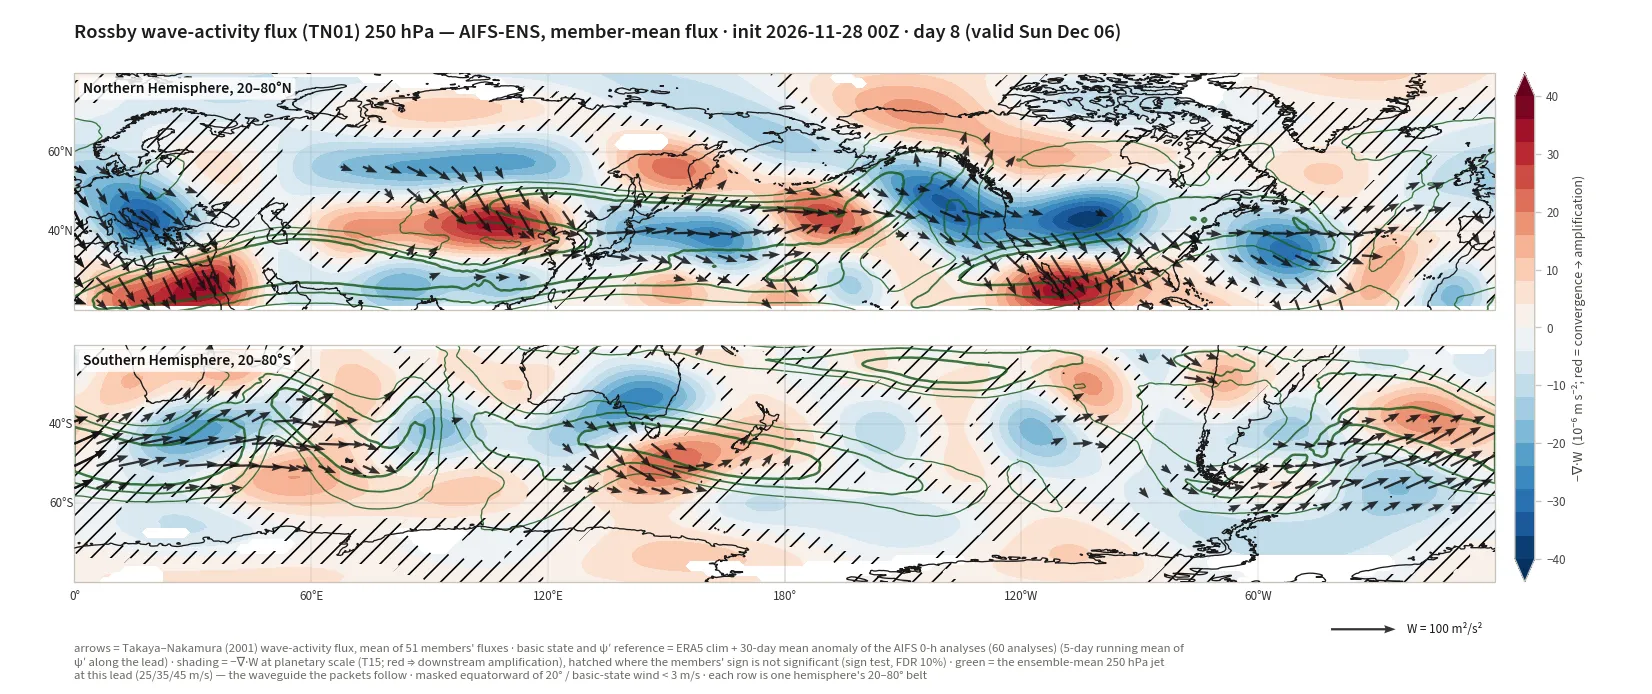 Rossby wave-activity flux (TN01) 250 hPa — AIFS-ENS, member-mean flux · init 2026-11-28 00Z · day 8 (valid Sun Dec 06)
Northern Hemisphere, 20–80°N
60°N
40°N
Southern Hemisphere, 20–80°S
40°S
60°S
0°
60°E
120°E
180°
120°W
60°W
40
30
20
10
0
−10
−20
−30
−40
−∇·W (10⁻⁶ m s⁻²; red = convergence → amplification)
W = 100 m²/s²
arrows = Takaya–Nakamura (2001) wave-activity flux, mean of 51 members' fluxes · basic state and ψ′ reference = ERA5 clim + 30-day mean anomaly of the AIFS 0-h analyses (60 analyses) (5-day running mean of
ψ′ along the lead) · shading = −∇·W at planetary scale (T15; red ⇒ downstream amplification), hatched where the members' sign is not significant (sign test, FDR 10%) · green = the ensemble-mean 250 hPa jet
at this lead (25/35/45 m/s) — the waveguide the packets follow · masked equatorward of 20° / basic-state wind < 3 m/s · each row is one hemisphere's 20–80° belt